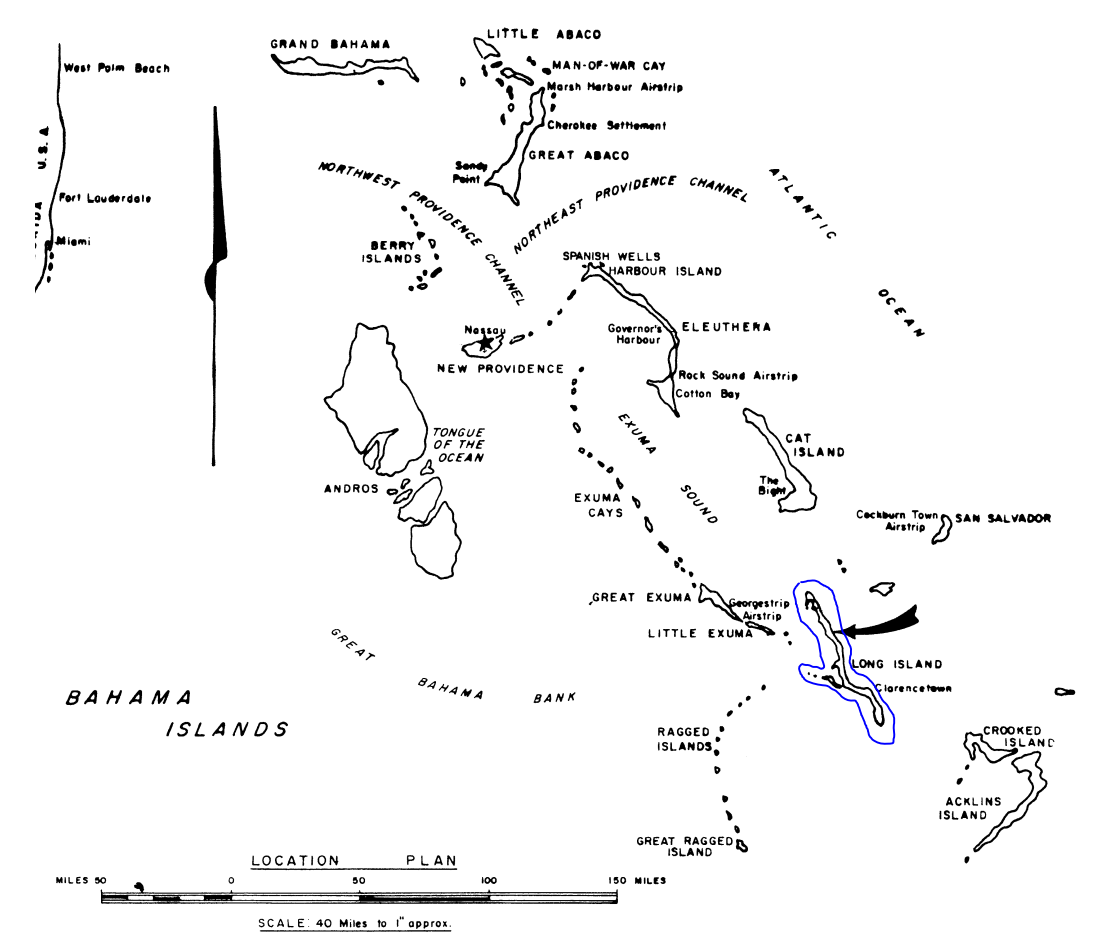 LITTLE ABACO
GRAND BAHAMA
MAN-OF-WAR CAY
West Palm Beach
Marsh Harbour Airstrip
Cherokee Settlement
U.S.A.
GREAT ABACO
Sandy
Point
NORTHWEST PROVIDENCE CHANNEL
NORTHEAST PROVIDENCE CHANNEL
ATLANTIC
OCEAN
Fort Lauderdale
Miami
BERRY
ISLANDS
SPANISH WELLS
HARBOUR ISLAND
Nassau
Governor's
Harbour
ELEUTHERA
NEW PROVIDENCE
Rock Sound Airstrip
Cotton Bay
TONGUE
OF THE
OCEAN
EXUMA
SOUND
CAT
ISLAND
The
Bight
ANDROS
EXUMA
CAYS
Cockburn Town
Airstrip
SAN SALVADOR
GREAT EXUMA
Georgestrip
Airstrip
LITTLE EXUMA
GREAT
BAHAMA
BANK
LONG ISLAND
Clarencetown
BAHAMA
ISLANDS
RAGGED
ISLANDS
CROOKED
ISLAND
ACKLINS
ISLAND
GREAT RAGGED
ISLAND
LOCATION PLAN
MILES 50 0 50 100 150 MILES
SCALE: 40 Miles to 1" approx.